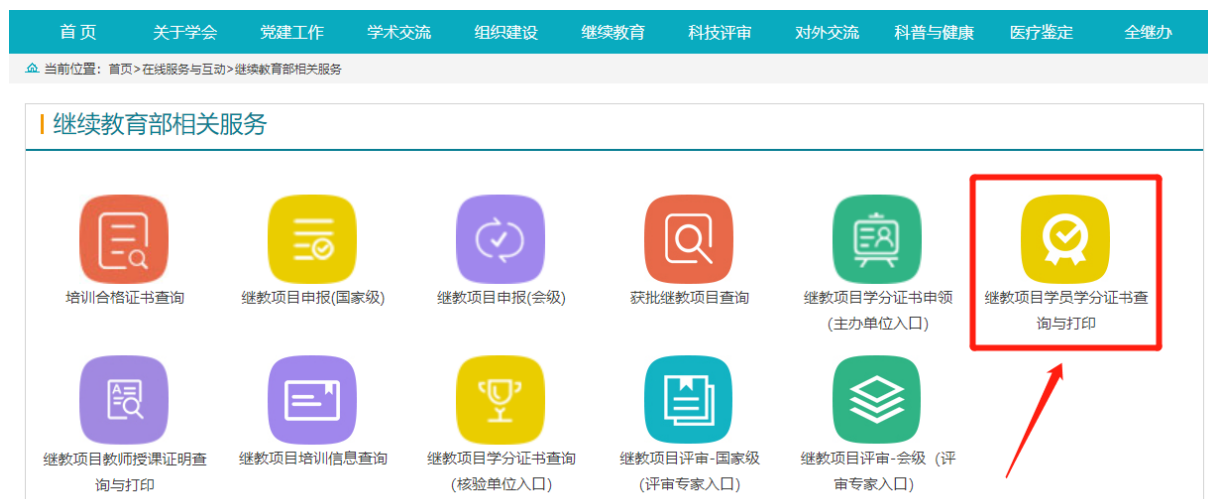 首页 关于学会 党建工作 学术交流 组织建设 继续教育 科技评审 对外交流 科普与健康 医疗鉴定 全继办
当前位置：首页>在线服务与互动>继续教育部相关服务
继续教育部相关服务
培训合格证书查询
继教项目申报(国家级)
继教项目申报(会级)
获批继教项目查询
继教项目学分证书申领
(主办单位入口)
继教项目学员学分证书查
询与打印
继教项目教师授课证明查
询与打印
继教项目培训信息查询
继教项目学分证书查询
(核验单位入口)
继教项目评审-国家级
(评审专家入口)
继教项目评审-会级（评
审专家入口）